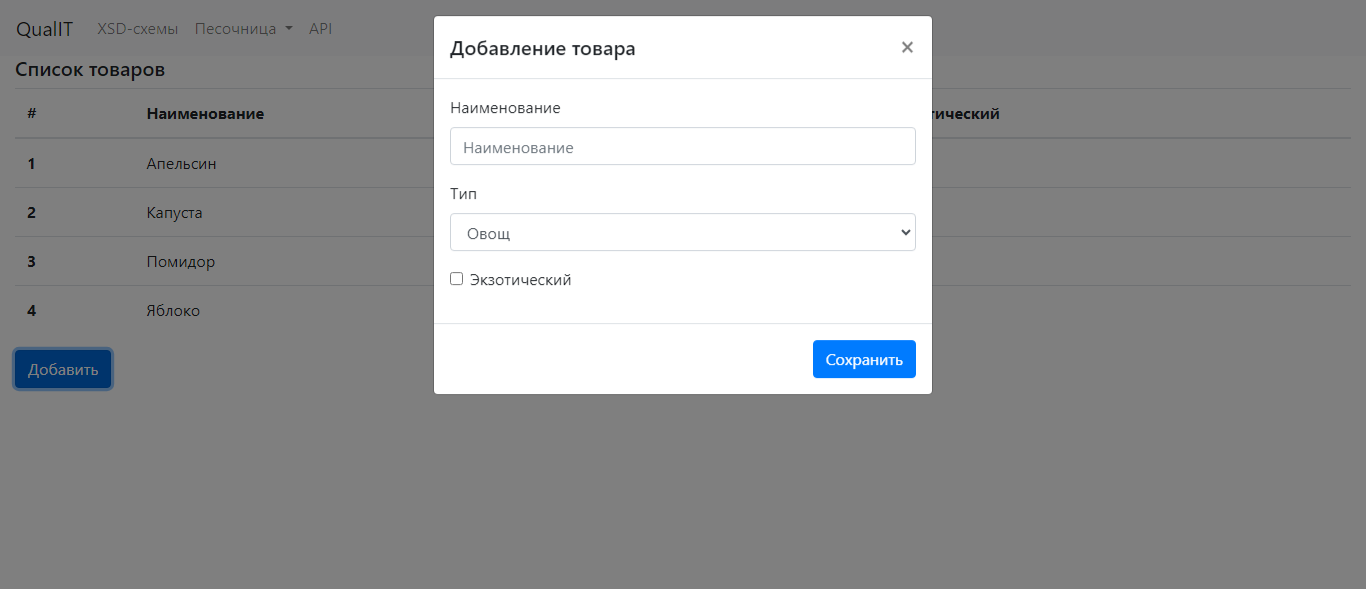 QualIT XSD-схемы Песочница API
Список товаров
# Наименование тический
1 Апельсин
2 Капуста
3 Помидор
4 Яблоко
Добавить
Добавление товара ×
Наименование
Наименование
Тип
Овощ
Экзотический
Сохранить